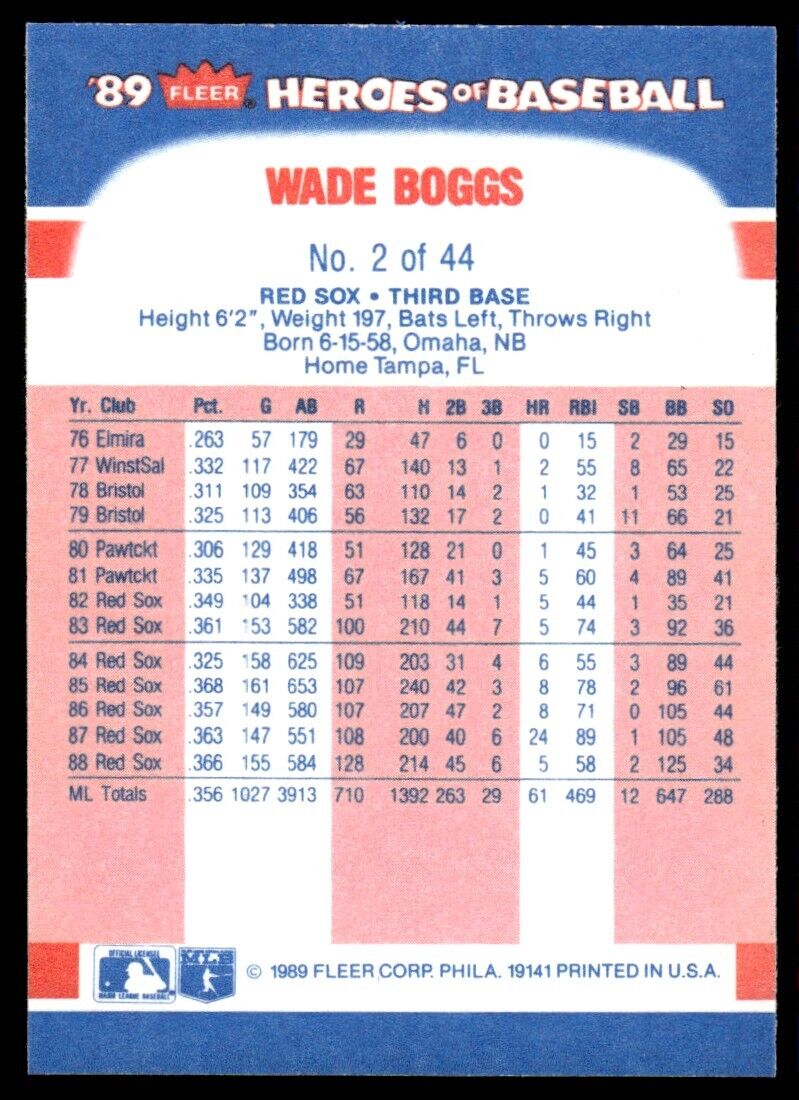 '89 FLEER HEROES OF BASEBALL
WADE BOGGS
No. 2 of 44
RED SOX • THIRD BASE
Height 6'2", Weight 197, Bats Left, Throws Right
Born 6-15-58, Omaha, NB
Home Tampa, FL
Yr. Club Pct. G AB R H 2B 3B HR RBI SB BB SO
76 Elmira .263 57 179 29 47 6 0 0 15 2 29 15
77 WinstSal .332 117 422 67 140 13 1 2 55 8 65 22
78 Bristol .311 109 354 63 110 14 2 1 32 1 53 25
79 Bristol .325 113 406 56 132 17 2 0 41 11 66 21
80 Pawtckt .306 129 418 51 128 21 0 1 45 3 64 25
81 Pawtckt .335 137 498 67 167 41 3 5 60 4 89 41
82 Red Sox .349 104 338 51 118 14 1 5 44 1 35 21
83 Red Sox .361 153 582 100 210 44 7 5 74 3 92 36
84 Red Sox .325 158 625 109 203 31 4 6 55 3 89 44
85 Red Sox .368 161 653 107 240 42 3 8 78 2 96 61
86 Red Sox .357 149 580 107 207 47 2 8 71 0 105 44
87 Red Sox .363 147 551 108 200 40 6 24 89 1 105 48
88 Red Sox .366 155 584 128 214 45 6 5 58 2 125 34
ML Totals .356 1027 3913 710 1392 263 29 61 469 12 647 288
OFFICIAL LICENSEE
MAJOR LEAGUE BASEBALL
© 1989 FLEER CORP. PHILA. 19141 PRINTED IN U.S.A.